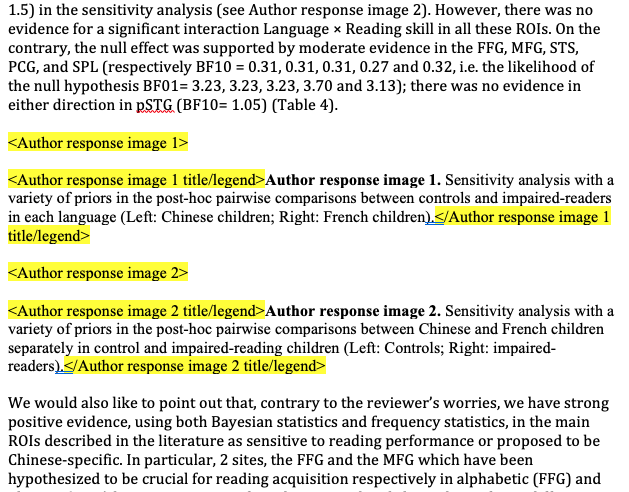 1.5) in the sensitivity analysis (see Author response image 2). However, there was no
evidence for a significant interaction Language × Reading skill in all these ROIs. On the
contrary, the null effect was supported by moderate evidence in the FFG, MFG, STS,
PCG, and SPL (respectively BF10 = 0.31, 0.31, 0.31, 0.27 and 0.32, i.e. the likelihood of
the null hypothesis BF01= 3.23, 3.23, 3.23, 3.70 and 3.13); there was no evidence in
either direction in pSTG (BF10= 1.05) (Table 4).
<Author response image 1>
<Author response image 1 title/legend>Author response image 1. Sensitivity analysis with a
variety of priors in the post-hoc pairwise comparisons between controls and impaired-readers
in each language (Left: Chinese children; Right: French children).</Author response image 1
title/legend>
<Author response image 2>
<Author response image 2 title/legend>Author response image 2. Sensitivity analysis with a
variety of priors in the post-hoc pairwise comparisons between Chinese and French children
separately in control and impaired-reading children (Left: Controls; Right: impaired-
readers).</Author response image 2 title/legend>
We would also like to point out that, contrary to the reviewer's worries, we have strong
positive evidence, using both Bayesian statistics and frequency statistics, in the main
ROIs described in the literature as sensitive to reading performance or proposed to be
Chinese-specific. In particular, 2 sites, the FFG and the MFG which have been
hypothesized to be crucial for reading acquisition respectively in alphabetic (FFG) and